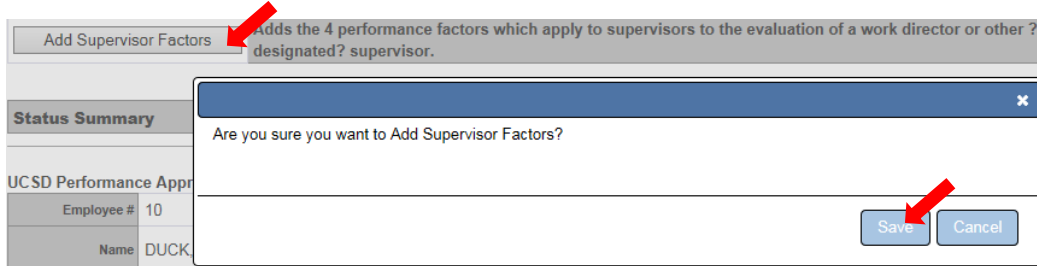 Add Supervisor Factors
Adds the 4 performance factors which apply to supervisors to the evaluation of a work director or other ?
designated? supervisor.
Status Summary
Are you sure you want to Add Supervisor Factors?
UCSD Performance Appr
Employee # 10
Name DUCK,
Save
Cancel